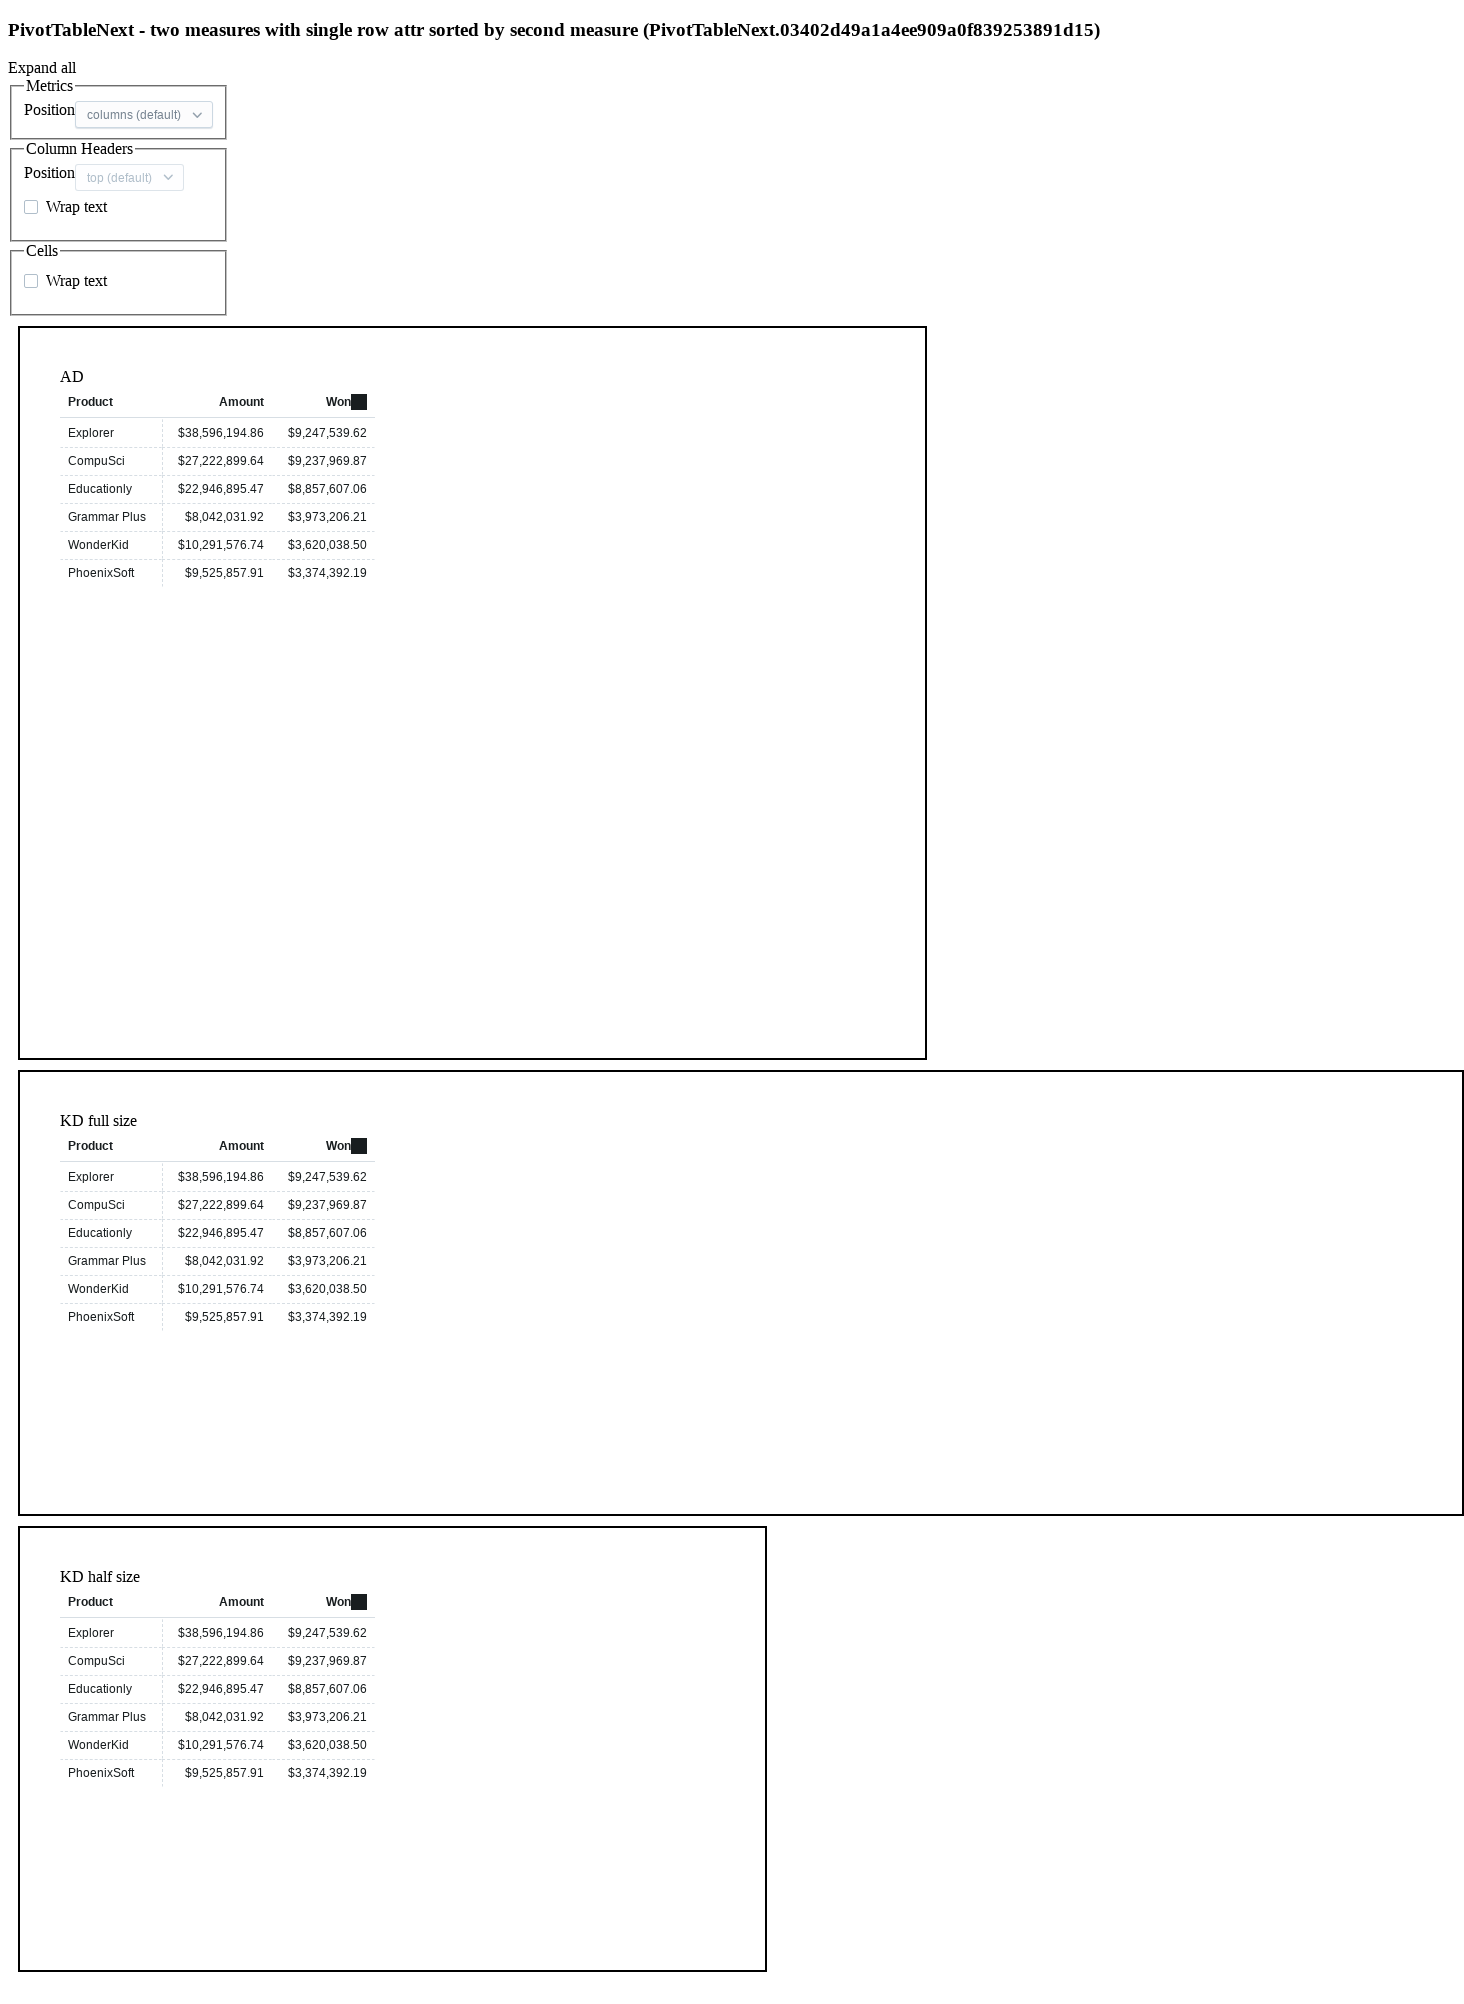 PivotTableNext - two measures with single row attr sorted by second measure (PivotTableNext.03402d49a1a4ee909a0f839253891d15)
Expand all
Metrics
Position columns (default)
Column Headers
Position top (default)
Wrap text
Cells
Wrap text
AD
Product Amount Won
Explorer $38,596,194.86 $9,247,539.62
CompuSci $27,222,899.64 $9,237,969.87
Educationly $22,946,895.47 $8,857,607.06
Grammar Plus $8,042,031.92 $3,973,206.21
WonderKid $10,291,576.74 $3,620,038.50
PhoenixSoft $9,525,857.91 $3,374,392.19
KD full size
Product Amount Won
Explorer $38,596,194.86 $9,247,539.62
CompuSci $27,222,899.64 $9,237,969.87
Educationly $22,946,895.47 $8,857,607.06
Grammar Plus $8,042,031.92 $3,973,206.21
WonderKid $10,291,576.74 $3,620,038.50
PhoenixSoft $9,525,857.91 $3,374,392.19
KD half size
Product Amount Won
Explorer $38,596,194.86 $9,247,539.62
CompuSci $27,222,899.64 $9,237,969.87
Educationly $22,946,895.47 $8,857,607.06
Grammar Plus $8,042,031.92 $3,973,206.21
WonderKid $10,291,576.74 $3,620,038.50
PhoenixSoft $9,525,857.91 $3,374,392.19